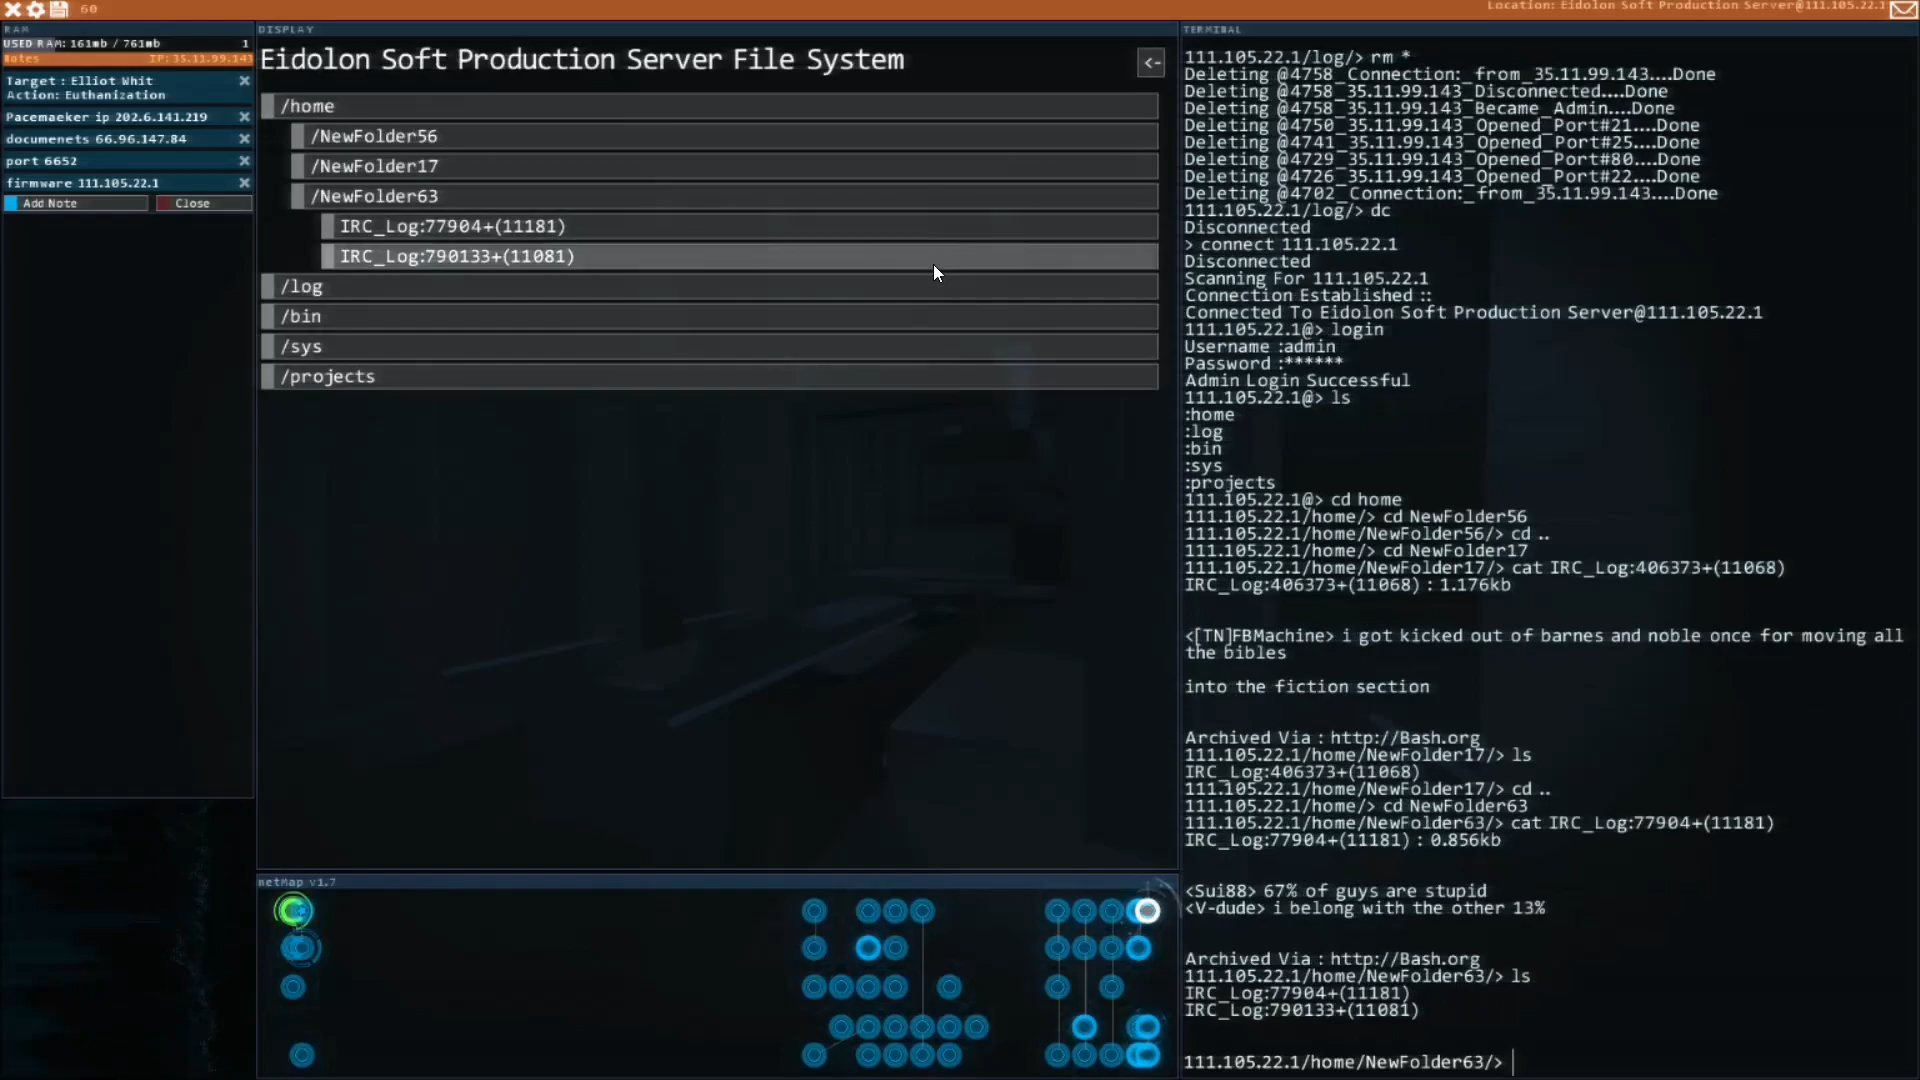 60
Location: Eidolon Soft Production Server@111.105.22.1
RAM
USED RAM: 161mb / 761mb 1
Notes IP: 35.11.99.143
Target : Elliot Whit
Action: Euthanization
Pacemaeker ip 202.6.141.219
documenets 66.96.147.84
port 6652
firmware 111.105.22.1
Add Note Close
DISPLAY
Eidolon Soft Production Server File System
<-
/home
/NewFolder56
/NewFolder17
/NewFolder63
IRC_Log:77904+(11181)
IRC_Log:790133+(11081)
/log
/bin
/sys
/projects
netMap v1.7
TERMINAL
111.105.22.1/log/> rm *
Deleting @4758_Connection:_from_35.11.99.143....Done
Deleting @4758_35.11.99.143_Disconnected....Done
Deleting @4758_35.11.99.143_Became_Admin....Done
Deleting @4750_35.11.99.143_Opened_Port#21....Done
Deleting @4741_35.11.99.143_Opened_Port#25....Done
Deleting @4729_35.11.99.143_Opened_Port#80....Done
Deleting @4726_35.11.99.143_Opened_Port#22....Done
Deleting @4702_Connection:_from_35.11.99.143....Done
111.105.22.1/log/> dc
Disconnected
> connect 111.105.22.1
Disconnected
Scanning For 111.105.22.1
Connection Established ::
Connected To Eidolon Soft Production Server@111.105.22.1
111.105.22.1@> login
Username :admin
Password :******
Admin Login Successful
111.105.22.1@> ls
:home
:log
:bin
:sys
:projects
111.105.22.1@> cd home
111.105.22.1/home/> cd NewFolder56
111.105.22.1/home/NewFolder56/> cd ..
111.105.22.1/home/> cd NewFolder17
111.105.22.1/home/NewFolder17/> cat IRC_Log:406373+(11068)
IRC_Log:406373+(11068) : 1.176kb
<[TN]FBMachine> i got kicked out of barnes and noble once for moving all
the bibles
into the fiction section
Archived Via : http://Bash.org
111.105.22.1/home/NewFolder17/> ls
IRC_Log:406373+(11068)
111.105.22.1/home/NewFolder17/> cd ..
111.105.22.1/home/> cd NewFolder63
111.105.22.1/home/NewFolder63/> cat IRC_Log:77904+(11181)
IRC_Log:77904+(11181) : 0.856kb
<Sui88> 67% of guys are stupid
<V-dude> i belong with the other 13%
Archived Via : http://Bash.org
111.105.22.1/home/NewFolder63/> ls
IRC_Log:77904+(11181)
IRC_Log:790133+(11081)
111.105.22.1/home/NewFolder63/>